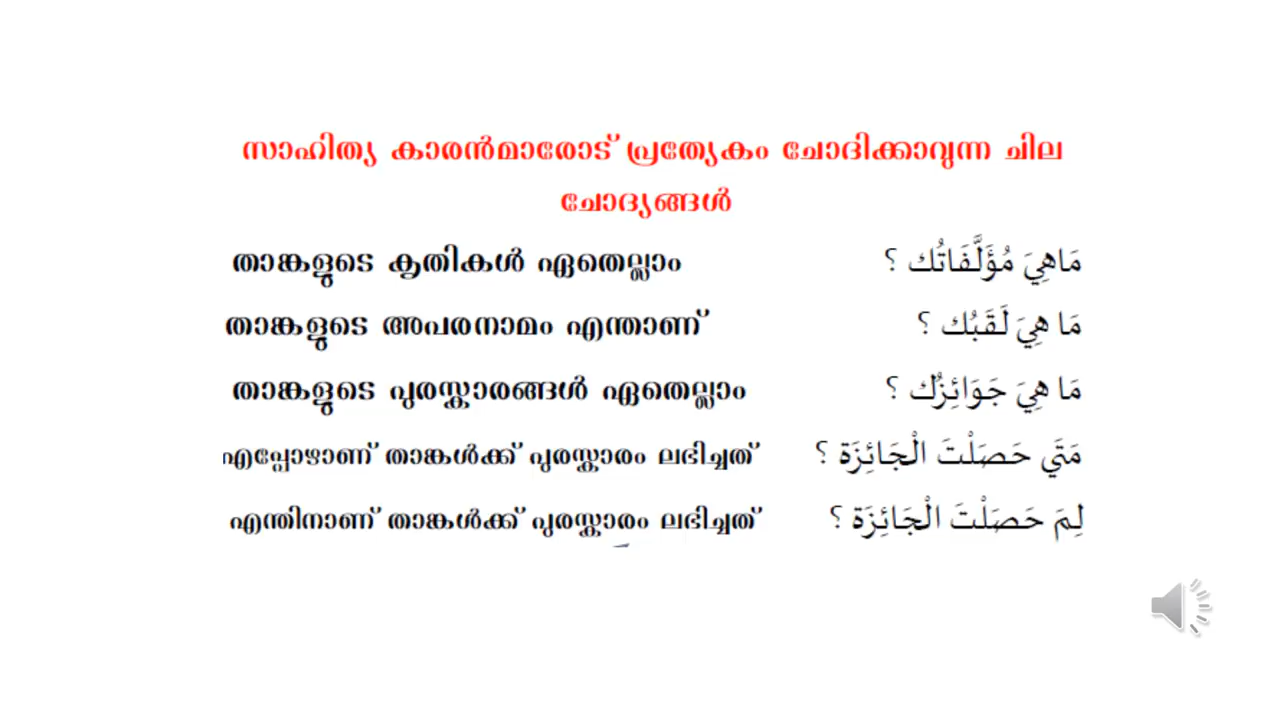 സാഹിത്യ കാരൻമാരോട് പ്രത്യേകം ചോദിക്കാവുന്ന ചില
ചോദ്യങ്ങൾ
താങ്കളുടെ കൃതികൾ ഏതെല്ലാം مَاهِيَ مُؤَلَّفَاتُك ؟
താങ്കളുടെ അപരനാമം എന്താണ് مَا هِيَ لَقَبُك ؟
താങ്കളുടെ പുരസ്കാരങ്ങൾ ഏതെല്ലാം مَا هِيَ جَوَائِزُك ؟
എപ്പോഴാണ് താങ്കൾക്ക് പുരസ്കാരം ലഭിച്ചത് مَتَي حَصَلْتَ الْجَائِزَة ؟
എന്തിനാണ് താങ്കൾക്ക് പുരസ്കാരം ലഭിച്ചത് لِمَ حَصَلْتَ الْجَائِزَة ؟